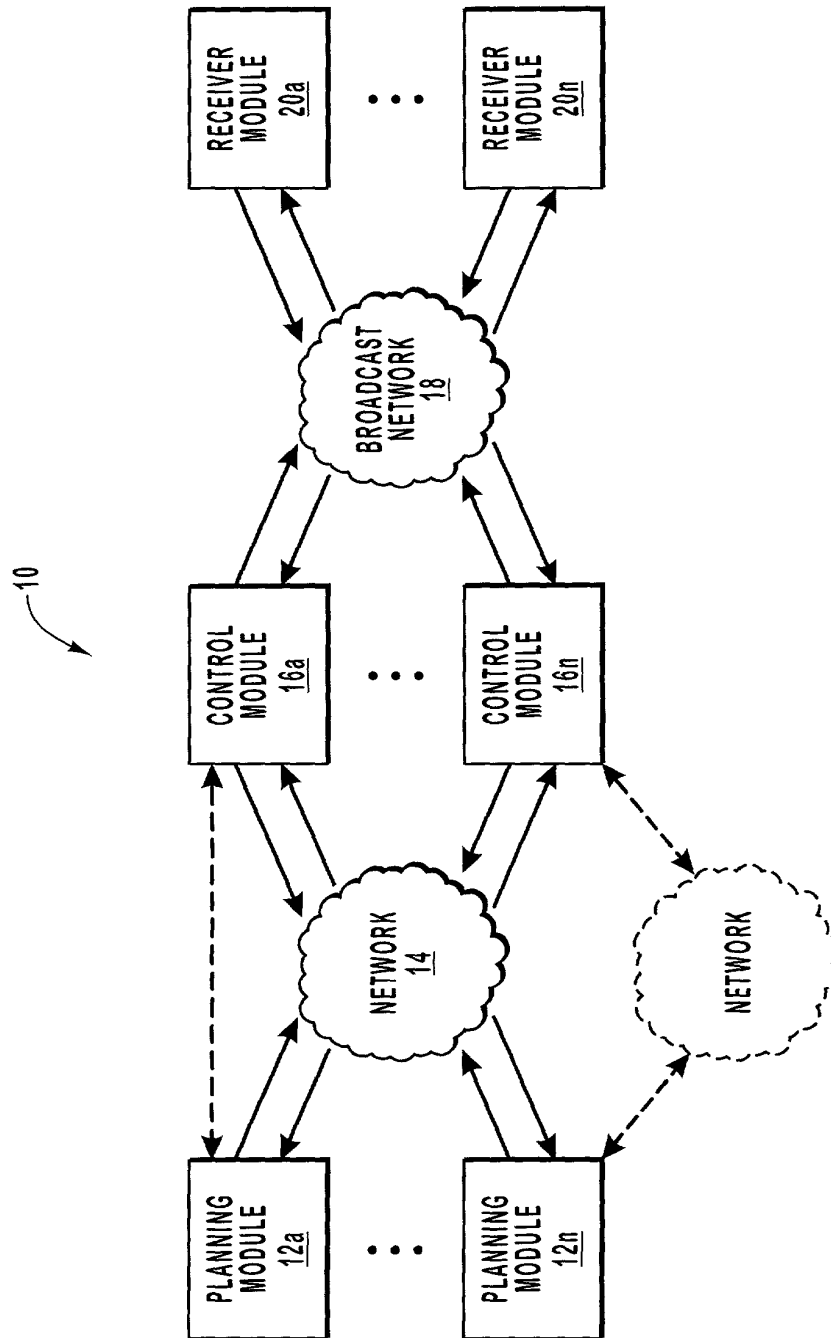 10
PLANNING
MODULE
12a
NETWORK
14
CONTROL
MODULE
16a
BROADCAST
NETWORK
18
RECEIVER
MODULE
20a
PLANNING
MODULE
12n
CONTROL
MODULE
16n
RECEIVER
MODULE
20n
NETWORK